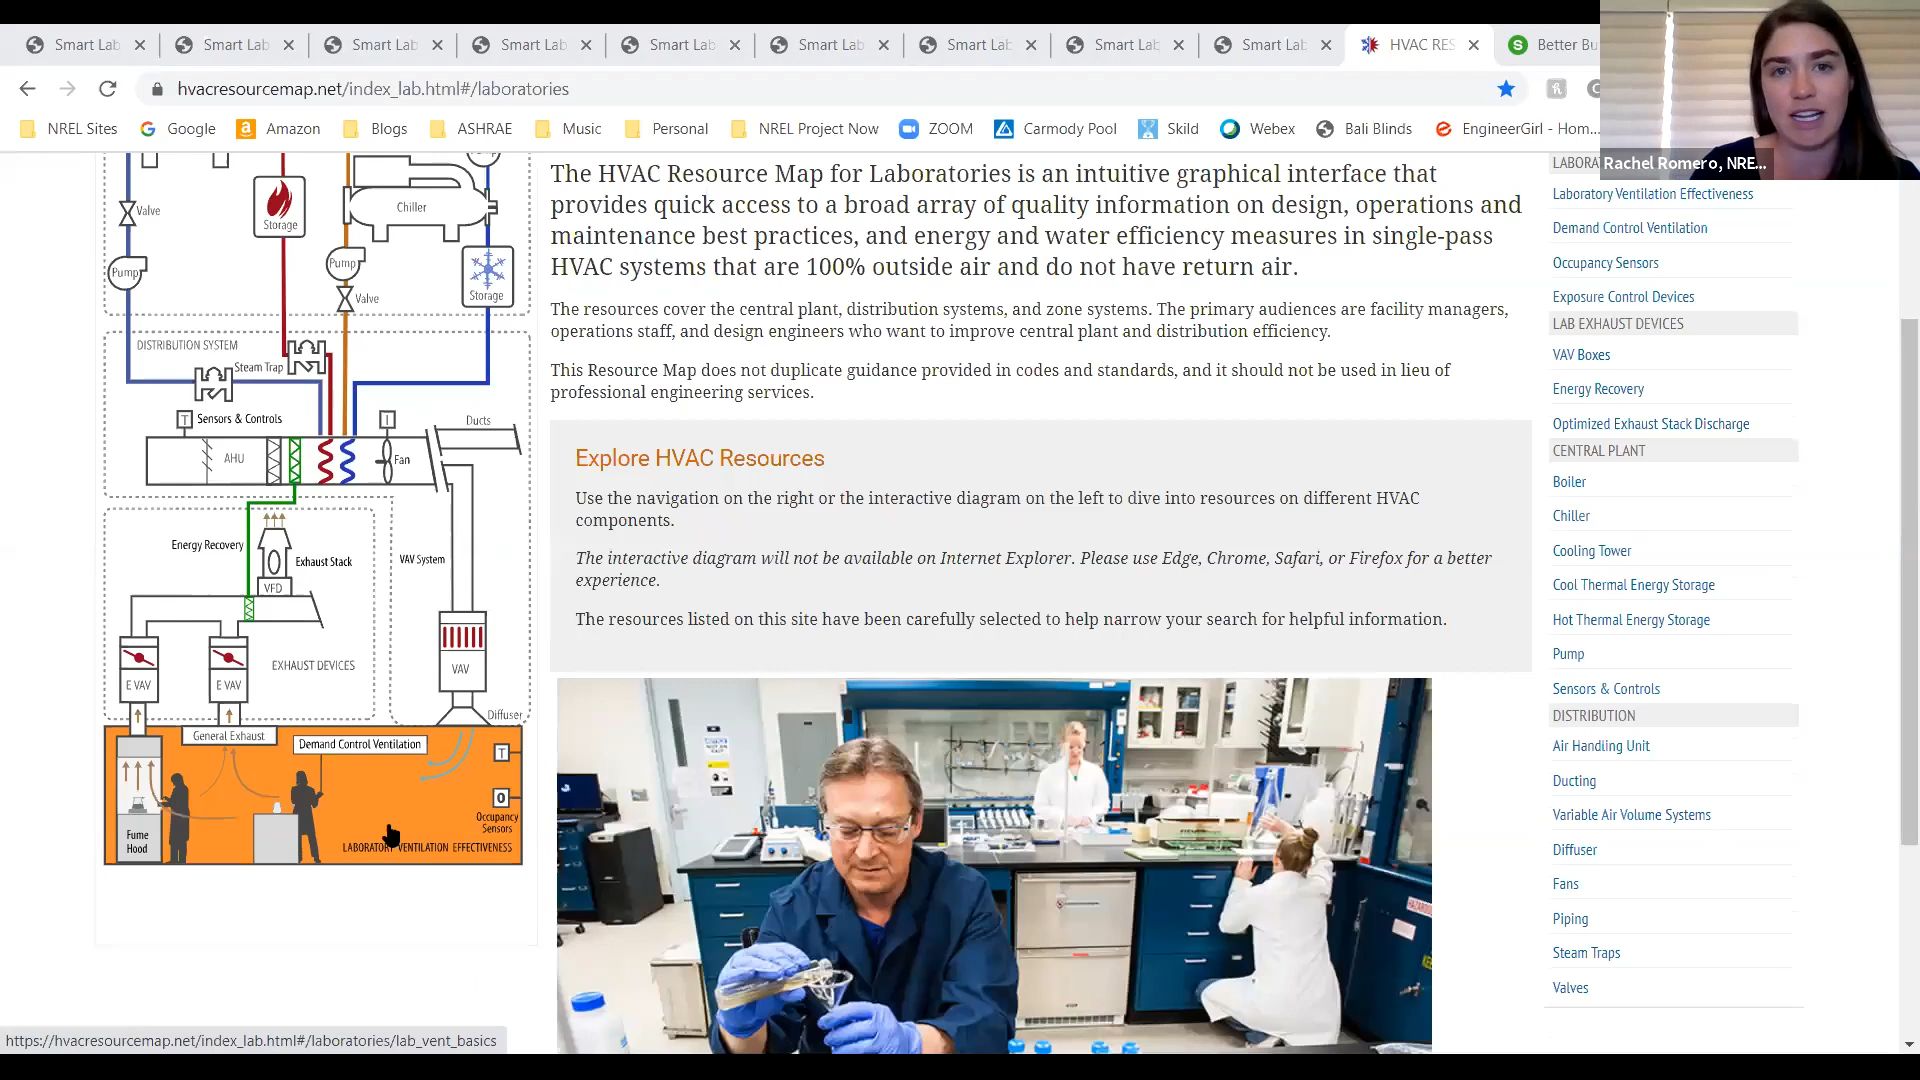 Smart Lab
Smart Lab
Smart Lab
Smart Lab
Smart Lab
Smart Lab
Smart Lab
Smart Lab
Smart Lab
HVAC RES
Better Bu
hvacresourcemap.net/index_lab.html#/laboratories
NREL Sites
Google
Amazon
Blogs
ASHRAE
Music
Personal
NREL Project Now
ZOOM
Carmody Pool
Skild
Webex
Bali Blinds
EngineerGirl - Hom...
Rachel Romero, NRE...
Valve
Pump
Storage
Pump
Chiller
Valve
Storage
DISTRIBUTION SYSTEM
Steam Trap
T
Sensors & Controls
I
Ducts
AHU
Fan
Energy Recovery
Exhaust Stack
VFD
VAV System
EXHAUST DEVICES
E VAV
E VAV
VAV
Diffuser
General Exhaust
Demand Control Ventilation
T
O
Occupancy
Sensors
Fume
Hood
LABORATORY VENTILATION EFFECTIVENESS
The HVAC Resource Map for Laboratories is an intuitive graphical interface that
provides quick access to a broad array of quality information on design, operations and
maintenance best practices, and energy and water efficiency measures in single-pass
HVAC systems that are 100% outside air and do not have return air.
The resources cover the central plant, distribution systems, and zone systems. The primary audiences are facility managers,
operations staff, and design engineers who want to improve central plant and distribution efficiency.
This Resource Map does not duplicate guidance provided in codes and standards, and it should not be used in lieu of
professional engineering services.
Explore HVAC Resources
Use the navigation on the right or the interactive diagram on the left to dive into resources on different HVAC
components.
The interactive diagram will not be available on Internet Explorer. Please use Edge, Chrome, Safari, or Firefox for a better
experience.
The resources listed on this site have been carefully selected to help narrow your search for helpful information.
LABORA
Laboratory Ventilation Effectiveness
Demand Control Ventilation
Occupancy Sensors
Exposure Control Devices
LAB EXHAUST DEVICES
VAV Boxes
Energy Recovery
Optimized Exhaust Stack Discharge
CENTRAL PLANT
Boiler
Chiller
Cooling Tower
Cool Thermal Energy Storage
Hot Thermal Energy Storage
Pump
Sensors & Controls
DISTRIBUTION
Air Handling Unit
Ducting
Variable Air Volume Systems
Diffuser
Fans
Piping
Steam Traps
Valves
https://hvacresourcemap.net/index_lab.html#/laboratories/lab_vent_basics